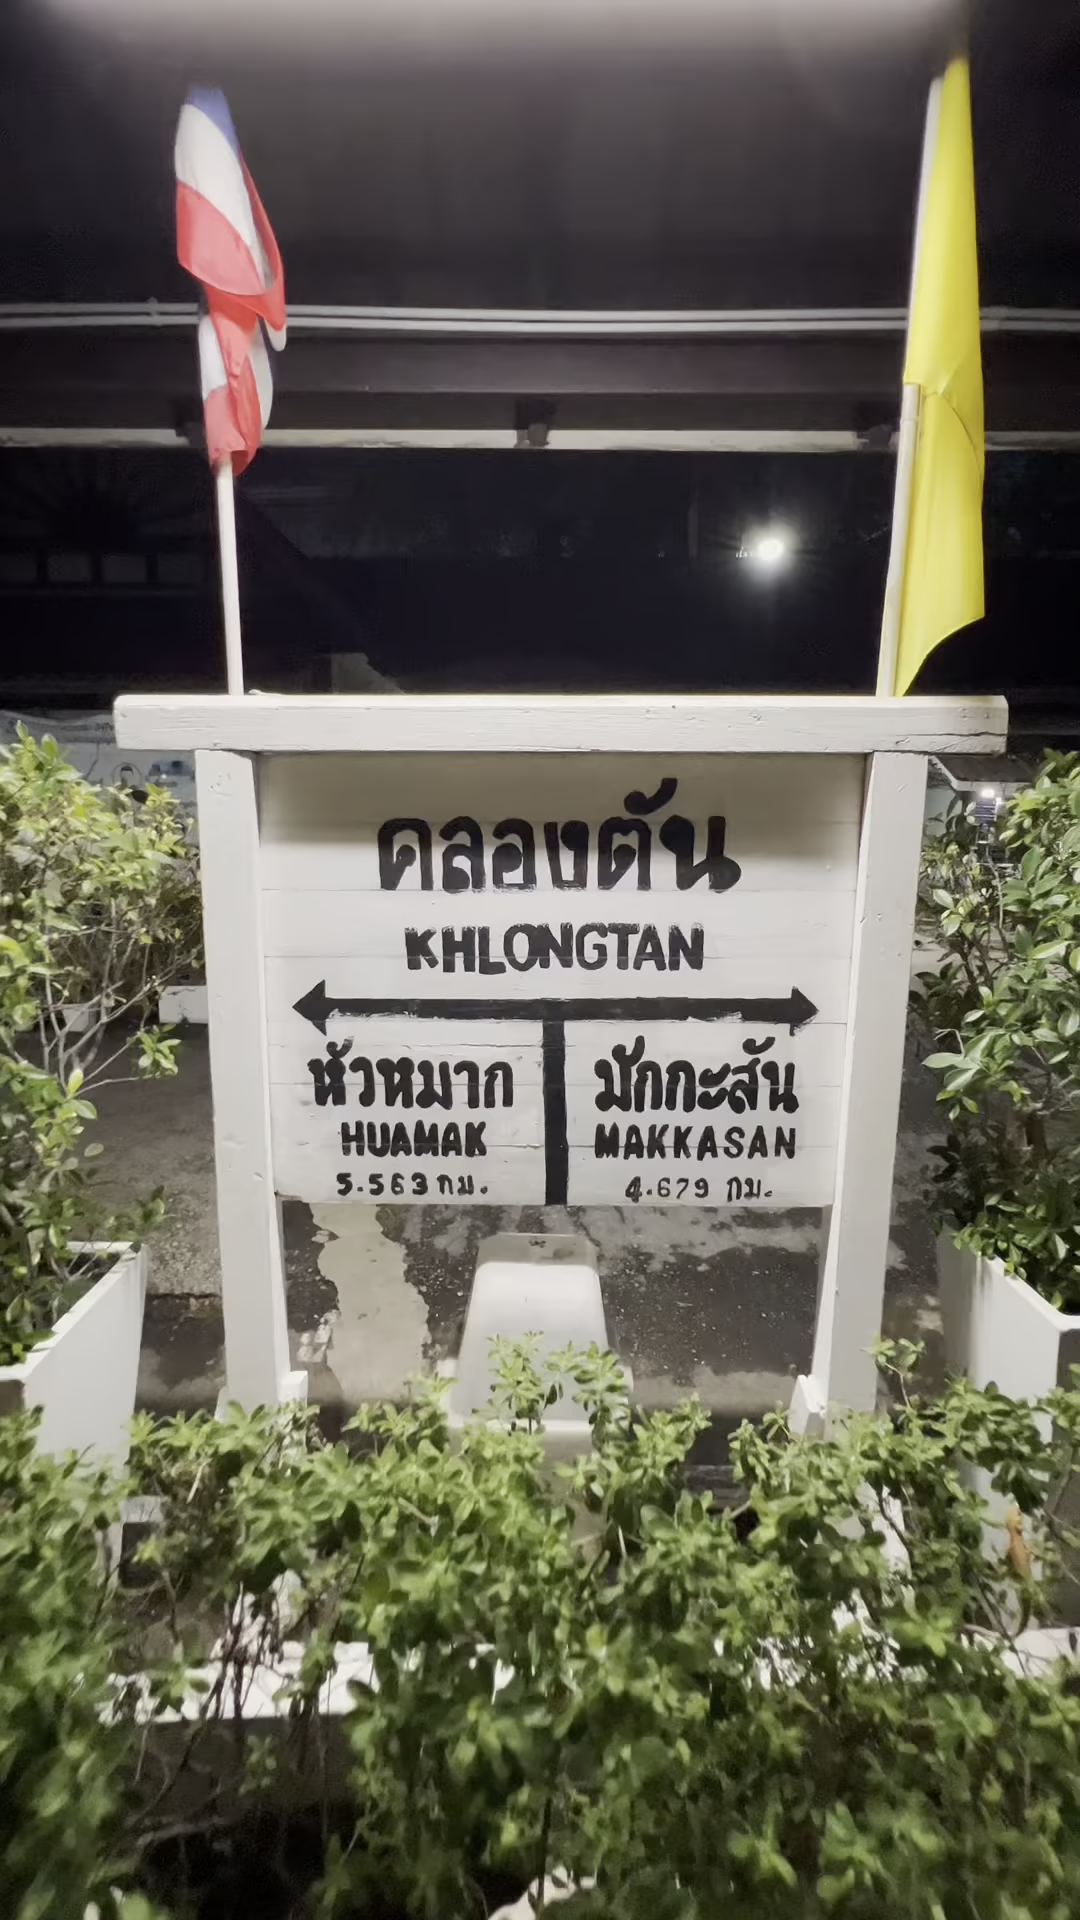 คลองตัน
KHLONGTAN
หัวหมาก
HUAMAK
5.563 กม.
มักกะสัน
MAKKASAN
4.679 กม.